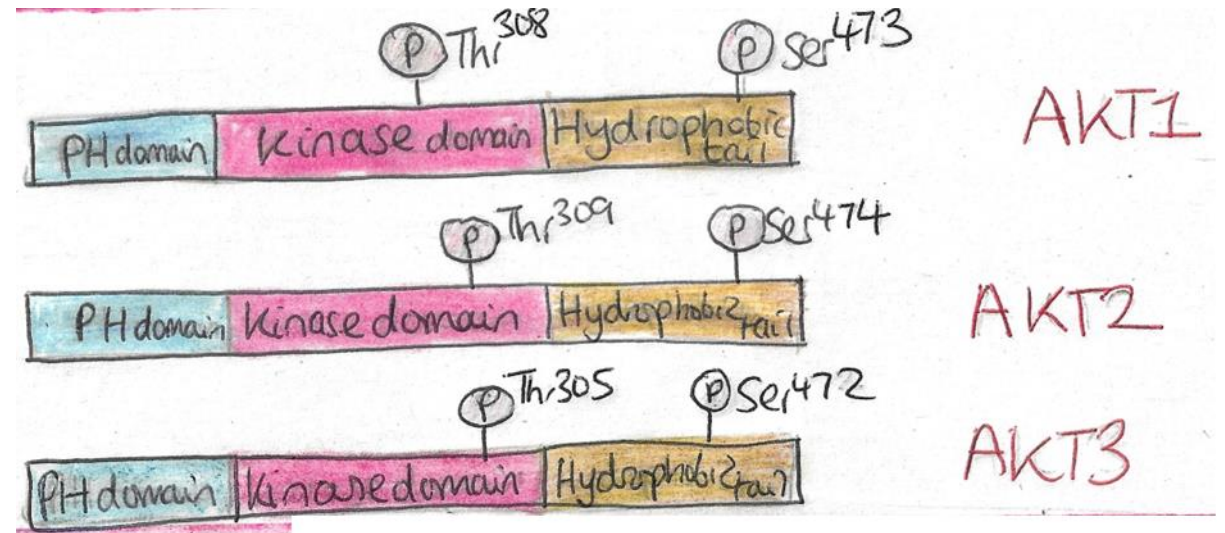 P Thr308 P Ser473
PH domain Kinase domain Hydrophobic tail AKT1
P Thr309 P Ser474
PH domain Kinase domain Hydrophobic tail AKT2
P Thr305 P Ser472
PH domain Kinase domain Hydrophobic tail AKT3